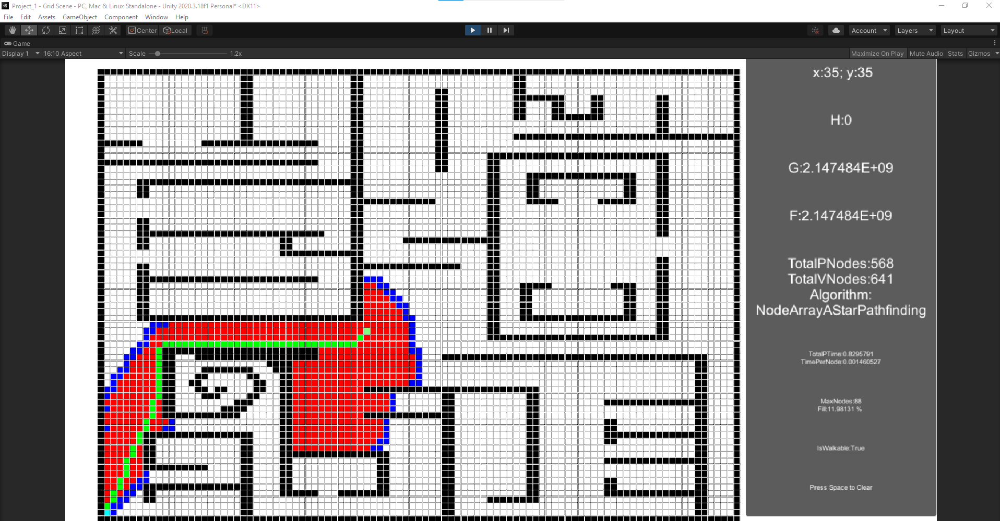 Project_1 - Grid Scene - PC, Mac & Linux Standalone - Unity 2020.3.18f1 Personal* <DX11>
File Edit Assets GameObject Component Window Help
Center Local Account Layers Layout
Game
Display 1 16:10 Aspect Scale 1.2x Maximize On Play Mute Audio Stats Gizmos
x:35; y:35
H:0
G:2.147484E+09
F:2.147484E+09
TotalPNodes:568
TotalVNodes:641
Algorithm:
NodeArrayAStarPathfinding
TotalPTime:0.8295791
TimePerNode:0.001460527
MaxNodes:88
Fill:11.98131 %
IsWalkable:True
Press Space to Clear